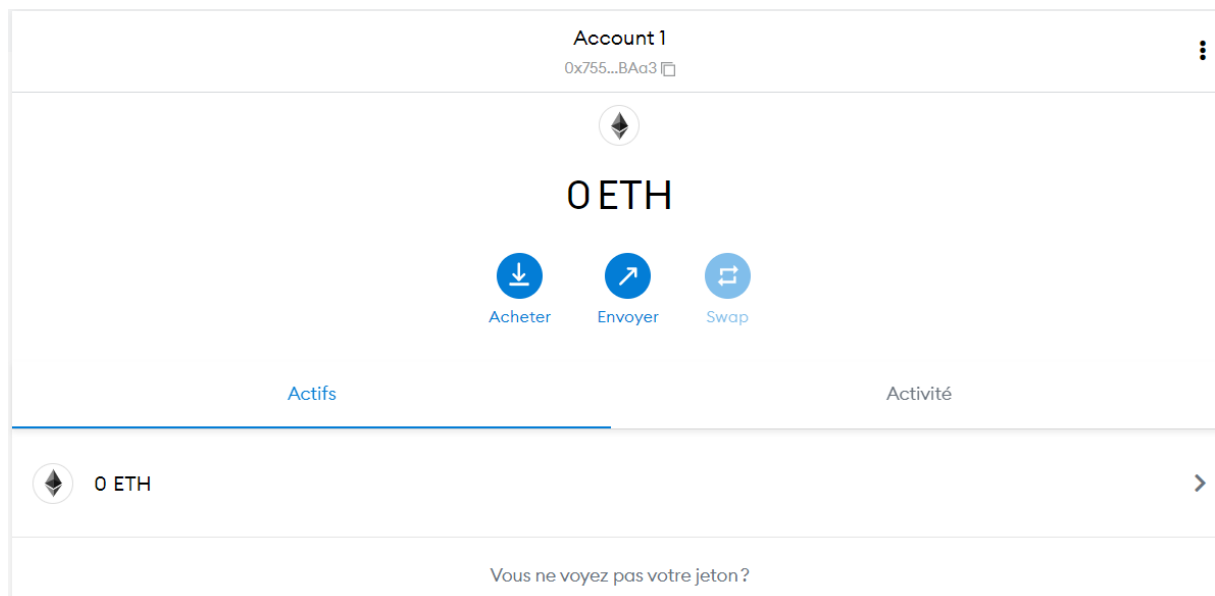 Account 1
0x755...BAa3
0 ETH
Acheter Envoyer Swap
Actifs Activité
0 ETH
Vous ne voyez pas votre jeton?